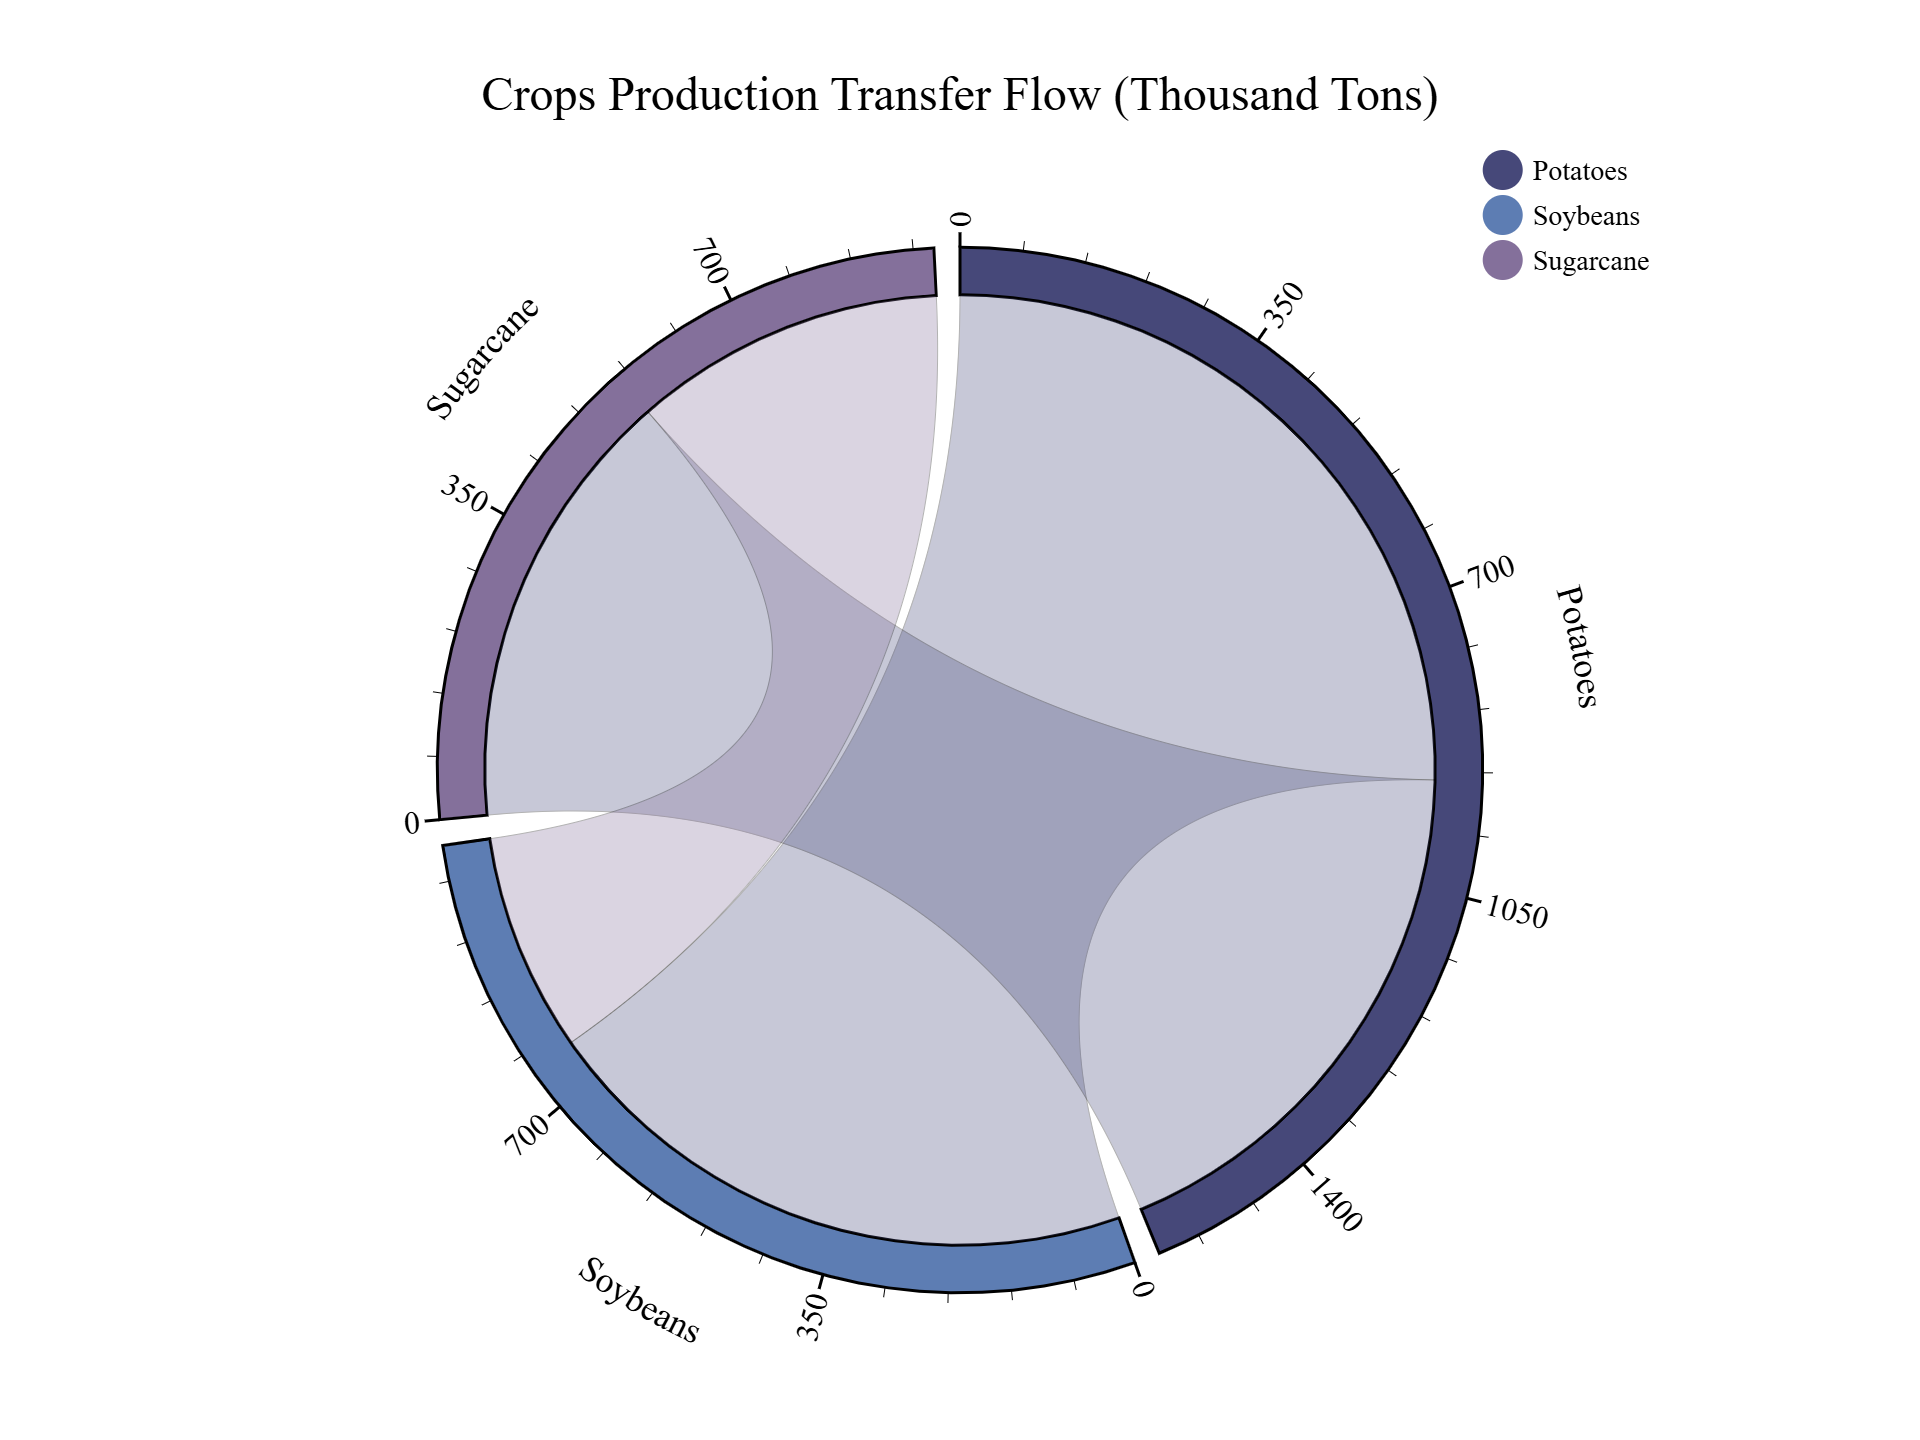 Crops Production Transfer Flow (Thousand Tons)
Potatoes
Soybeans
Sugarcane
0
350
700
1050
1400
Potatoes
0
350
700
Soybeans
0
350
700
Sugarcane